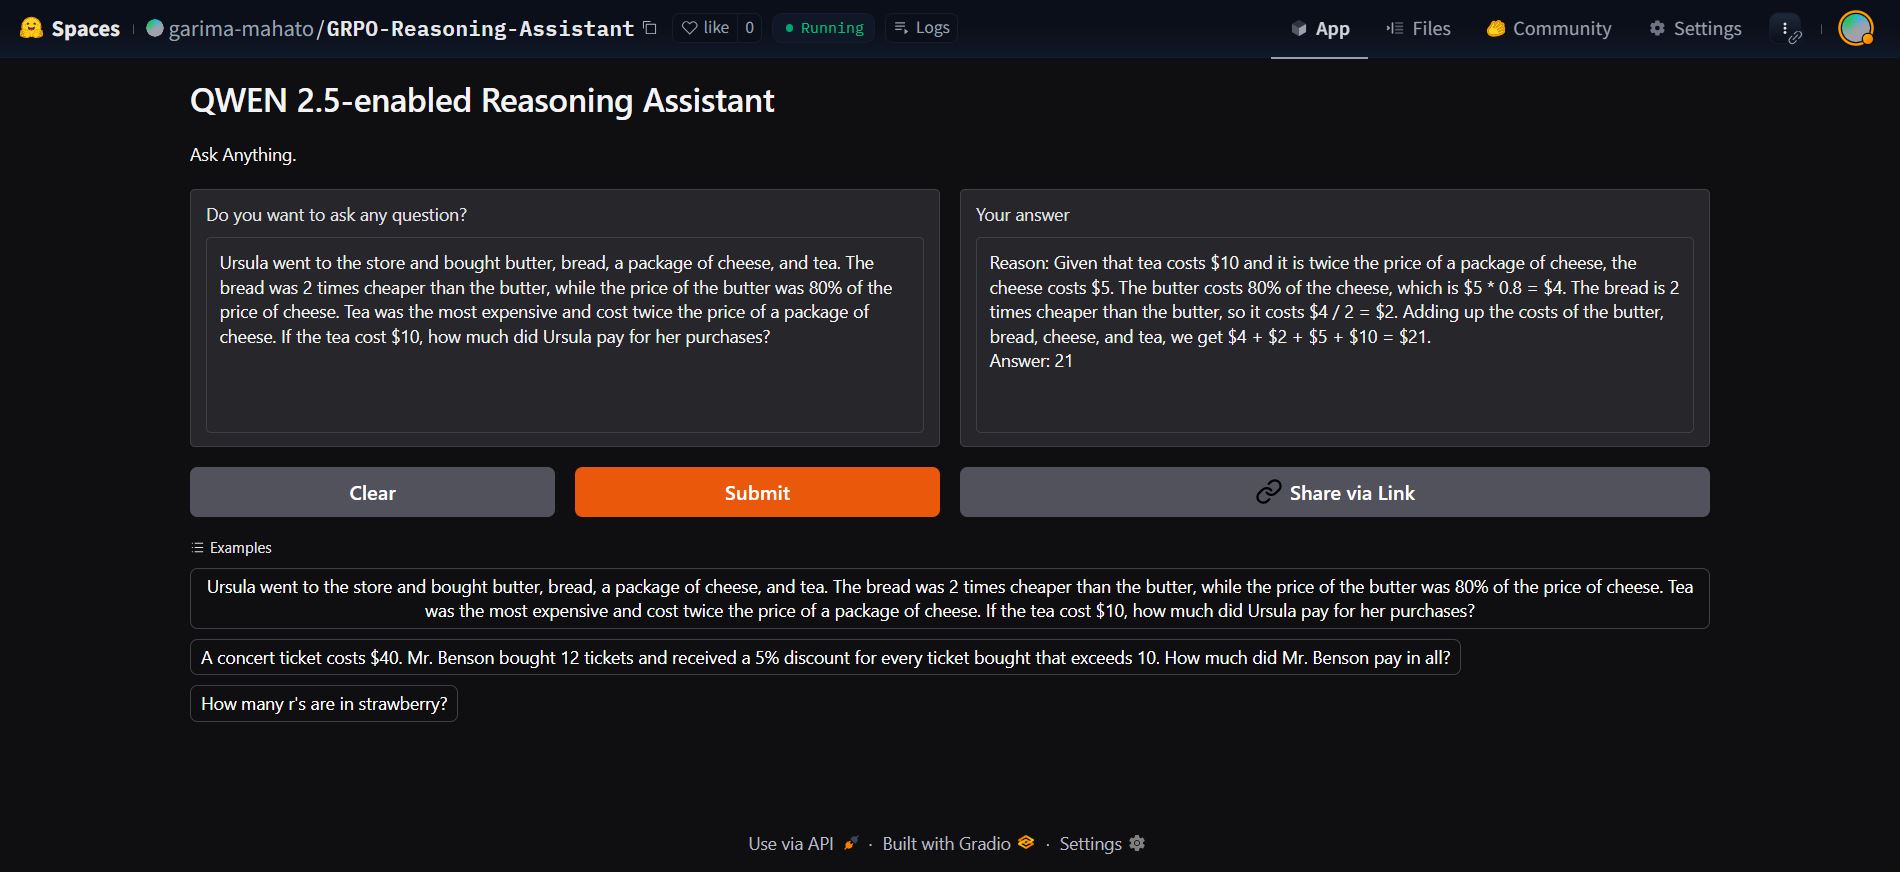 Spaces garima-mahato/GRPO-Reasoning-Assistant like 0 Running Logs App Files Community Settings
QWEN 2.5-enabled Reasoning Assistant
Ask Anything.
Do you want to ask any question?
Ursula went to the store and bought butter, bread, a package of cheese, and tea. The
bread was 2 times cheaper than the butter, while the price of the butter was 80% of the
price of cheese. Tea was the most expensive and cost twice the price of a package of
cheese. If the tea cost $10, how much did Ursula pay for her purchases?
Your answer
Reason: Given that tea costs $10 and it is twice the price of a package of cheese, the
cheese costs $5. The butter costs 80% of the cheese, which is $5 * 0.8 = $4. The bread is 2
times cheaper than the butter, so it costs $4 / 2 = $2. Adding up the costs of the butter,
bread, cheese, and tea, we get $4 + $2 + $5 + $10 = $21.
Answer: 21
Clear
Submit
Share via Link
Examples
Ursula went to the store and bought butter, bread, a package of cheese, and tea. The bread was 2 times cheaper than the butter, while the price of the butter was 80% of the price of cheese. Tea
was the most expensive and cost twice the price of a package of cheese. If the tea cost $10, how much did Ursula pay for her purchases?
A concert ticket costs $40. Mr. Benson bought 12 tickets and received a 5% discount for every ticket bought that exceeds 10. How much did Mr. Benson pay in all?
How many r's are in strawberry?
Use via API · Built with Gradio · Settings